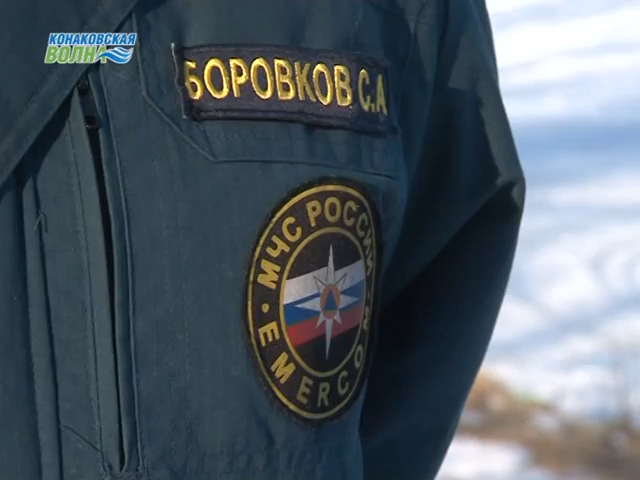 КОНАКОВСКАЯ
ВОЛНА
БОРОВКОВ С.А
МЧС РОССИИ
EMERCOM